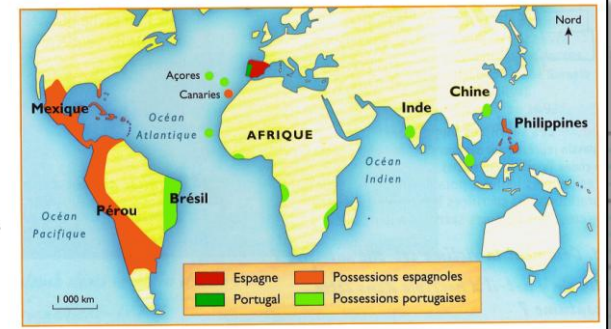 Nord
Açores
Canaries
Mexique
Océan
Atlantique
AFRIQUE
Inde
Chine
Philippines
Océan
Indien
Pérou
Brésil
Océan
Pacifique
1 000 km
Espagne
Possessions espagnoles
Portugal
Possessions portugaises